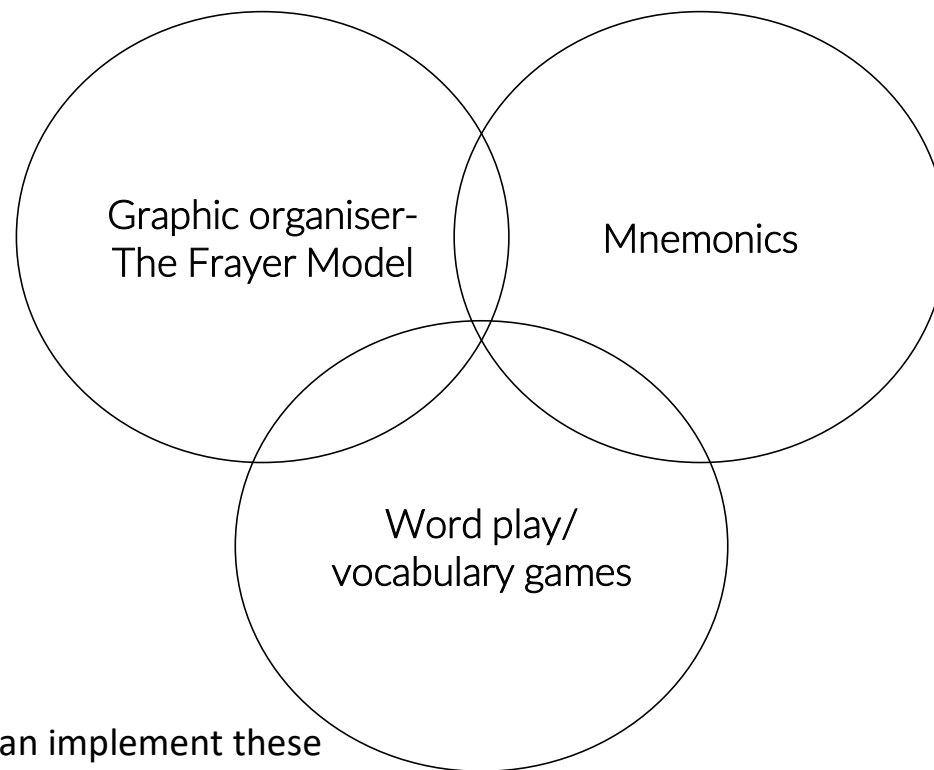 Graphic organiser-
The Frayer Model
Mnemonics
Word play/
vocabulary games
an implement these